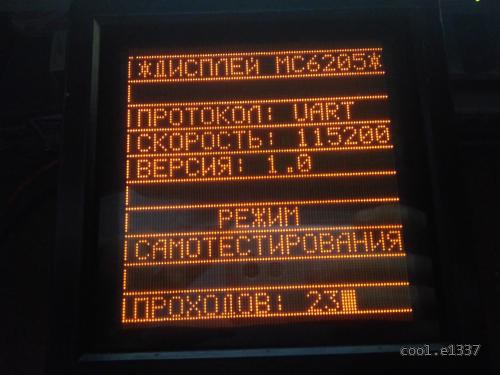 *ДИСПЛЕЙ МС6205*
ПРОТОКОЛ: UART
СКОРОСТЬ: 115200
ВЕРСИЯ: 1.0
РЕЖИМ
САМОТЕСТИРОВАНИЯ
ПРОХОДОВ: 23
cool.e1337